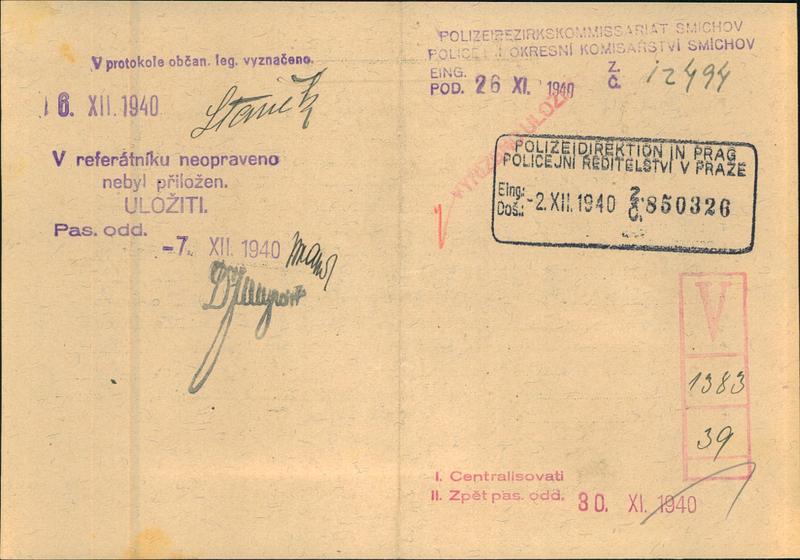 V protokole občan. leg. vyznačeno.
6. XII. 1940
Staněk
V referátníku neopraveno
nebyl přiložen.
ULOŽITI.
Pas. odd.
-7. XII 1940
POLIZEIBEZIRKSKOMMISSARIAT SMICHOV
POLICEJNÍ OKRESNÍ KOMISAŘSTVÍ SMÍCHOV
EING.
POD. 26 XI. 1940 Z. Č. 12494
POLIZEIDIREKTION IN PRAG
POLICEJNÍ ŘEDITELSTVÍ V PRAZE
Eing.:
Doš.: -2. XII. 1940 Z. Č. 850326
V
1383
39
I. Centralisovati
II. Zpět pas. odd. 30. XI. 1940